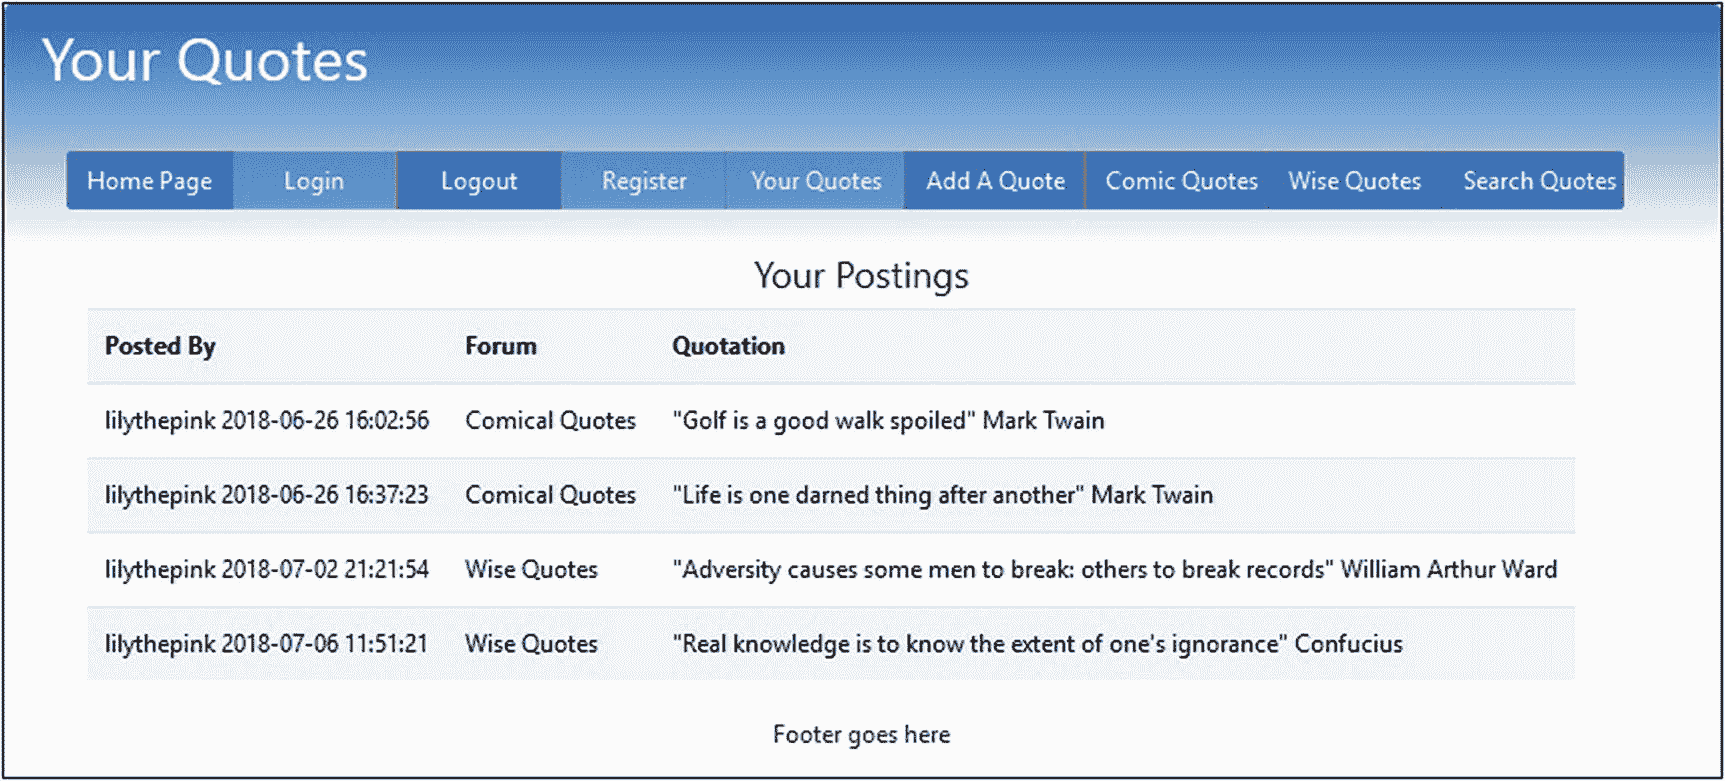 Your Quotes
Home Page Login Logout Register Your Quotes Add A Quote Comic Quotes Wise Quotes Search Quotes
Your Postings
Posted By Forum Quotation
lilythepink 2018-06-26 16:02:56 Comical Quotes "Golf is a good walk spoiled" Mark Twain
lilythepink 2018-06-26 16:37:23 Comical Quotes "Life is one darned thing after another" Mark Twain
lilythepink 2018-07-02 21:21:54 Wise Quotes "Adversity causes some men to break: others to break records" William Arthur Ward
lilythepink 2018-07-06 11:51:21 Wise Quotes "Real knowledge is to know the extent of one's ignorance" Confucius
Footer goes here